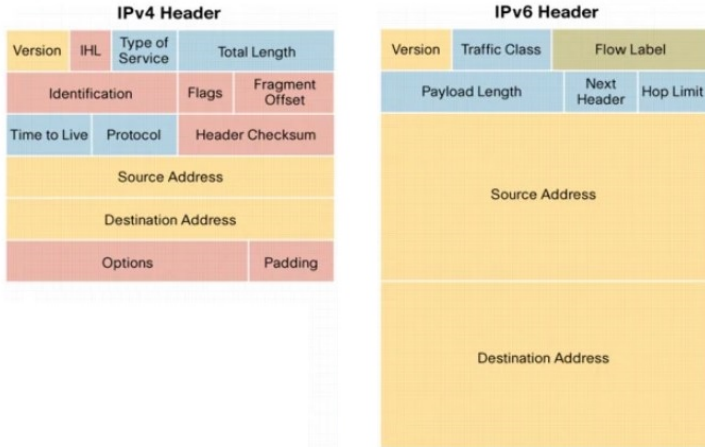 IPv4 Header
Version IHL Type of Service Total Length
Identification Flags Fragment Offset
Time to Live Protocol Header Checksum
Source Address
Destination Address
Options Padding
IPv6 Header
Version Traffic Class Flow Label
Payload Length Next Header Hop Limit
Source Address
Destination Address